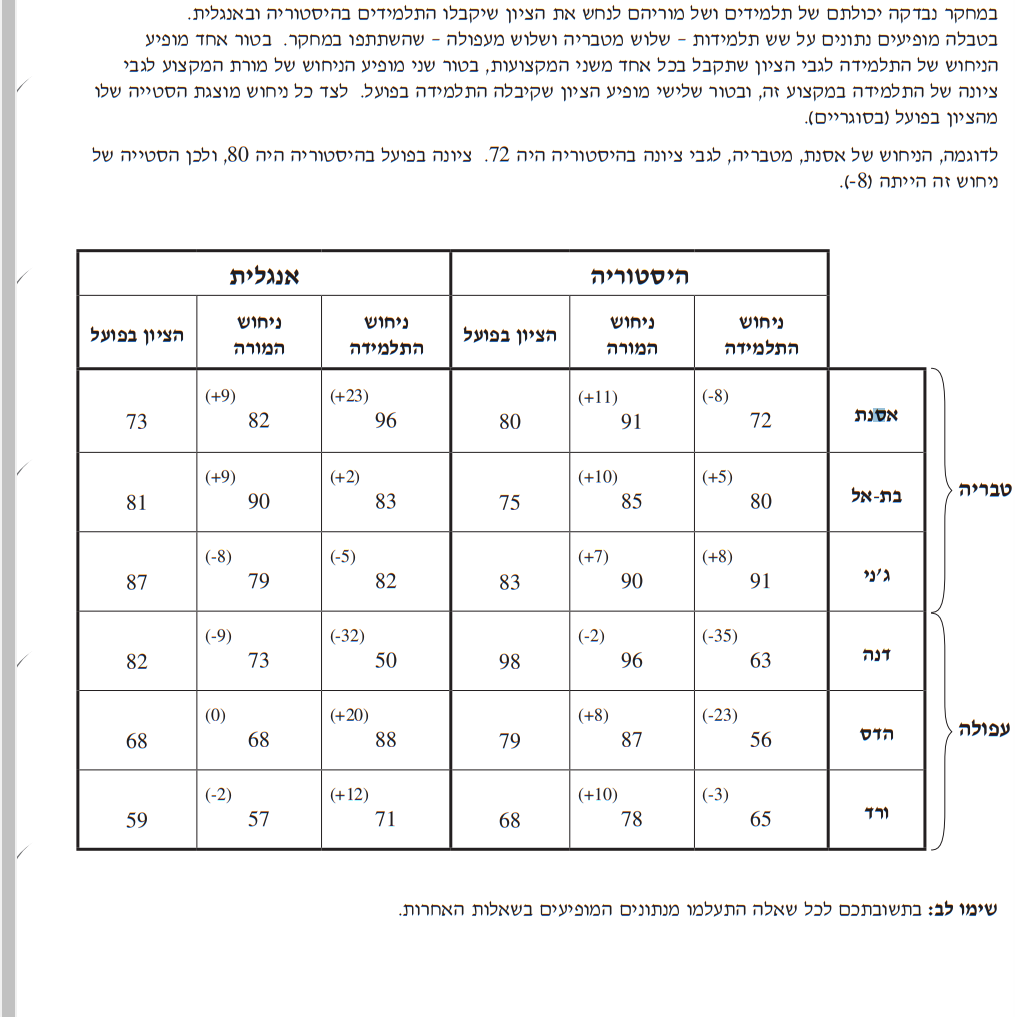 במחקר נבדקה יכולתם של תלמידים ושל מוריהם לנחש את הציון שיקבלו התלמידים בהיסטוריה ובאנגלית.
בטבלה מופיעים נתונים על שש תלמידות – שלוש מטבריה ושלוש מעפולה – שהשתתפו במחקר. בטור אחד מופיע
הניחוש של התלמידה לגבי הציון שתקבל בכל אחד משני המקצועות, בטור שני מופיע הניחוש של מורת המקצוע לגבי
ציונה של התלמידה במקצוע זה, ובטור שלישי מופיע הציון שקיבלה התלמידה בפועל. לצד כל ניחוש מוצגת הסטייה שלו
מהציון בפועל (בסוגריים).
לדוגמה, הניחוש של אסנת, מטבריה, לגבי ציונה בהיסטוריה היה 72. ציונה בפועל בהיסטוריה היה 80, ולכן הסטייה של
ניחוש זה הייתה (8-).
היסטוריה אנגלית
ניחוש התלמידה ניחוש המורה הציון בפועל ניחוש התלמידה ניחוש המורה הציון בפועל
טבריה
אסנת (-8) 72 (+11) 91 80 (+23) 96 (+9) 82 73
בת-אל (+5) 80 (+10) 85 75 (+2) 83 (+9) 90 81
ג'ני (+8) 91 (+7) 90 83 (-5) 82 (-8) 79 87
עפולה
דנה (-35) 63 (-2) 96 98 (-32) 50 (-9) 73 82
הדס (-23) 56 (+8) 87 79 (+20) 88 (0) 68 68
ורד (-3) 65 (+10) 78 68 (+12) 71 (-2) 57 59
שימו לב: בתשובתכם לכל שאלה התעלמו מנתונים המופיעים בשאלות האחרות.